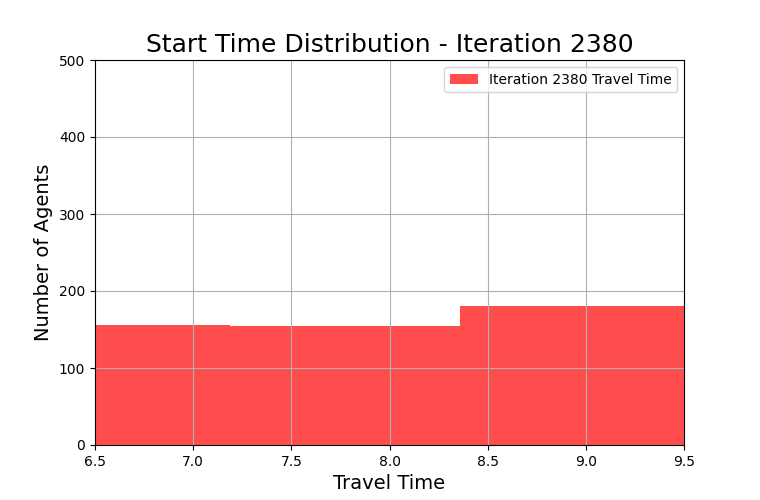 Start Time Distribution - Iteration 2380
Iteration 2380 Travel Time
Number of Agents
500
400
300
200
100
0
6.5 7.0 7.5 8.0 8.5 9.0 9.5
Travel Time